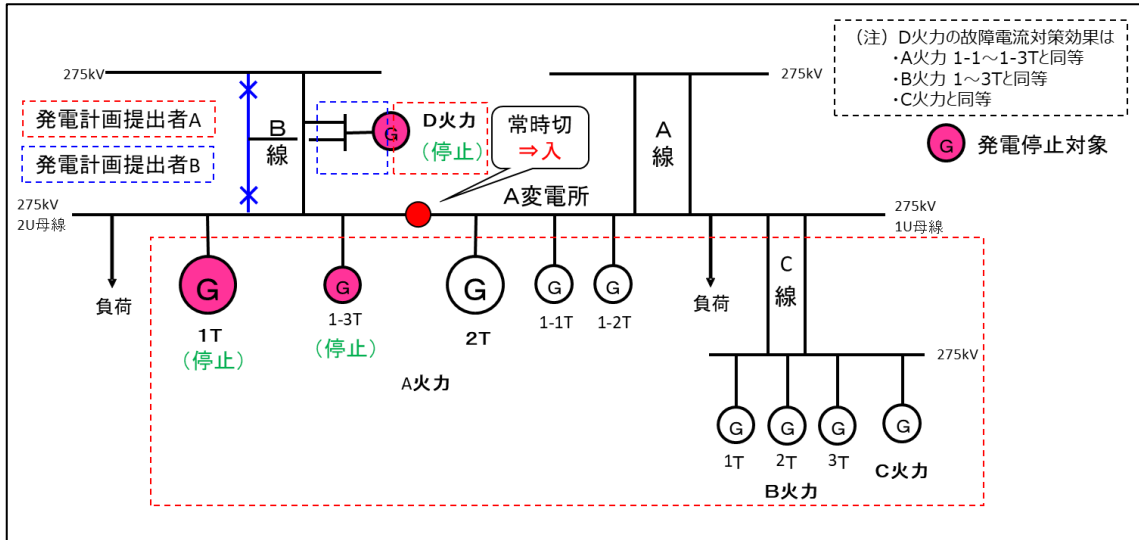 (注) D火力の故障電流対策効果は
・A火力 1-1～1-3Tと同等
・B火力 1～3Tと同等
・C火力と同等
G 発電停止対象
275kV
275kV
発電計画提出者A
発電計画提出者B
B線
G
D火力
(停止)
常時切
⇒入
A線
A変電所
275kV
2U母線
275kV
1U母線
負荷
G
1T
(停止)
G
1-3T
(停止)
G
2T
G
1-1T
G
1-2T
負荷
C線
A火力
275kV
G
1T
G
2T
G
3T
G
B火力
C火力